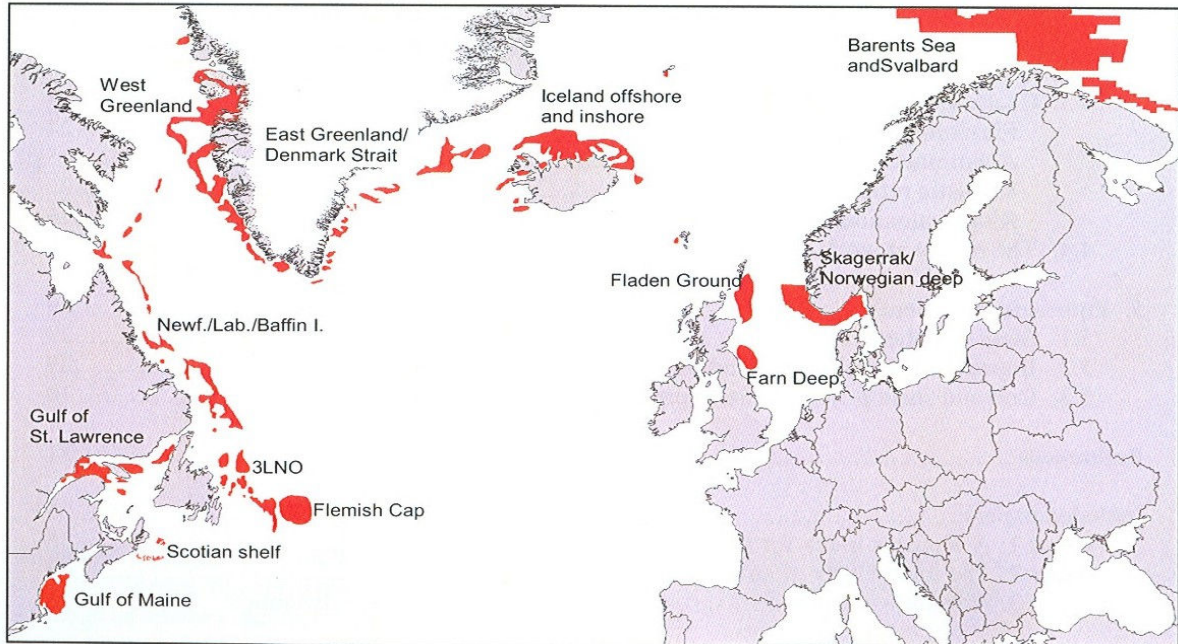 Barents Sea
andSvalbard
West
Greenland
Iceland offshore
and inshore
East Greenland/
Denmark Strait
Skagerrak/
Norwegian deep
Fladen Ground
Newf./Lab./Baffin I.
Farn Deep
Gulf of
St. Lawrence
3LNO
Flemish Cap
Scotian shelf
Gulf of Maine